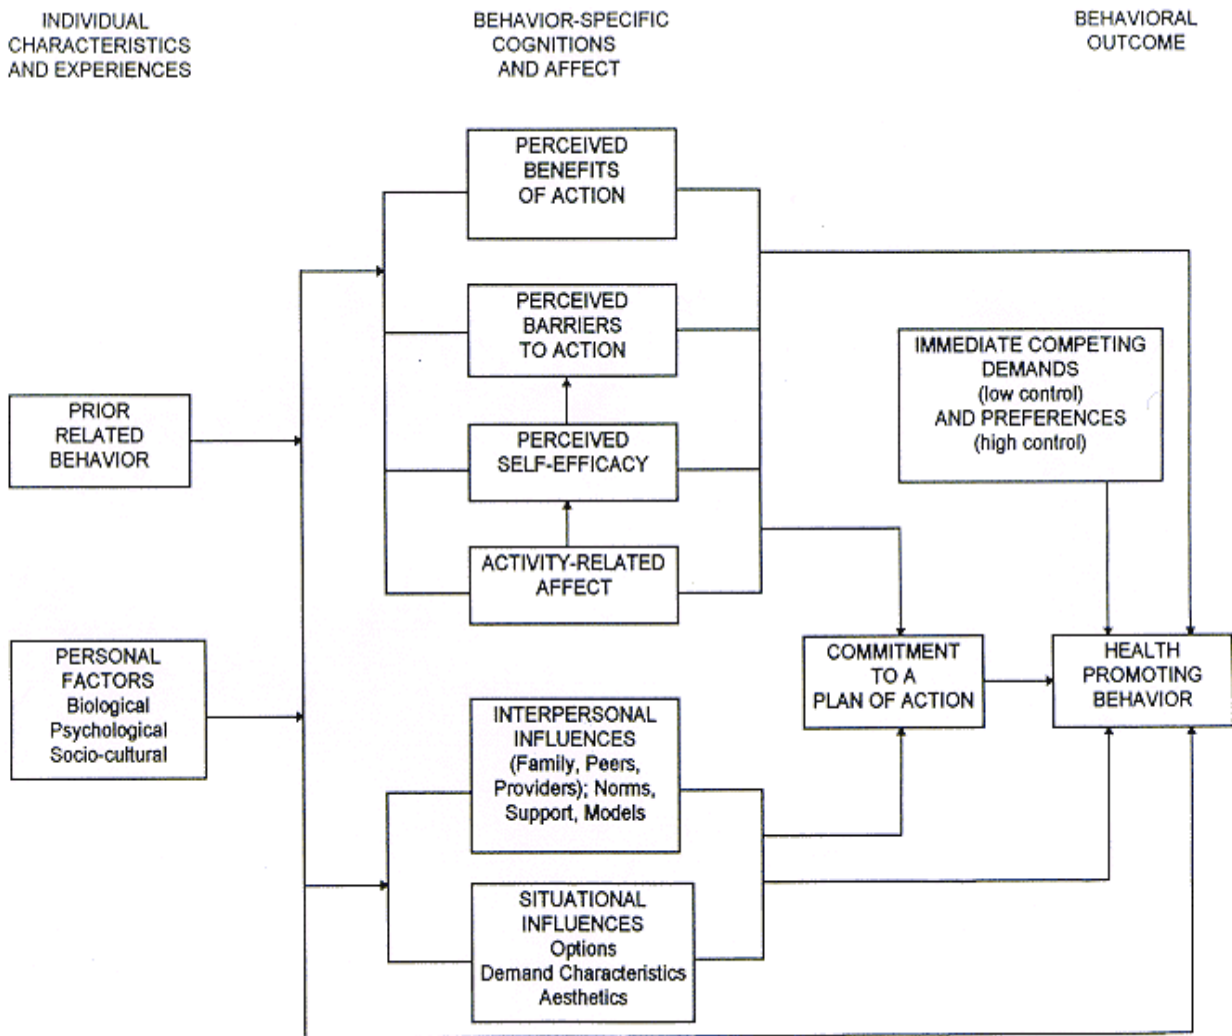 INDIVIDUAL
CHARACTERISTICS
AND EXPERIENCES
BEHAVIOR-SPECIFIC
COGNITIONS
AND AFFECT
BEHAVIORAL
OUTCOME
PERCEIVED
BENEFITS
OF ACTION
PERCEIVED
BARRIERS
TO ACTION
IMMEDIATE COMPETING
DEMANDS
(low control)
AND PREFERENCES
(high control)
PRIOR
RELATED
BEHAVIOR
PERCEIVED
SELF-EFFICACY
ACTIVITY-RELATED
AFFECT
PERSONAL
FACTORS
Biological
Psychological
Socio-cultural
COMMITMENT
TO A
PLAN OF ACTION
HEALTH
PROMOTING
BEHAVIOR
INTERPERSONAL
INFLUENCES
(Family, Peers,
Providers); Norms,
Support, Models
SITUATIONAL
INFLUENCES
Options
Demand Characteristics
Aesthetics